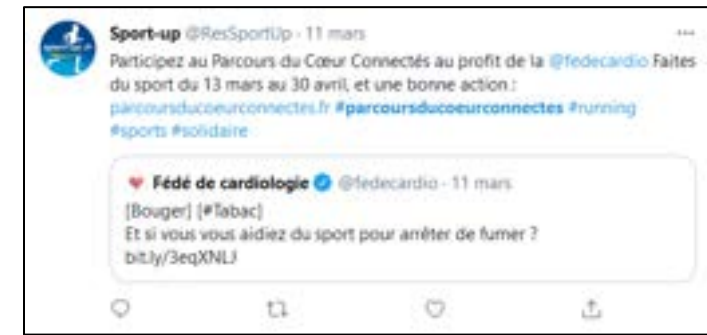 Sport-up @ResSportUp · 11 mars
Participez au Parcours du Cœur Connectés au profit de la @fedecardio Faites
du sport du 13 mars au 30 avril, et une bonne action :
parcoursducoeurconnectes.fr #parcoursducoeurconnectes #running
#sports #solidaire
Fédé de cardiologie @fedecardio · 11 mars
[Bouger] [#Tabac]
Et si vous vous aidiez du sport pour arrêter de fumer ?
bit.ly/3eqXNLJ